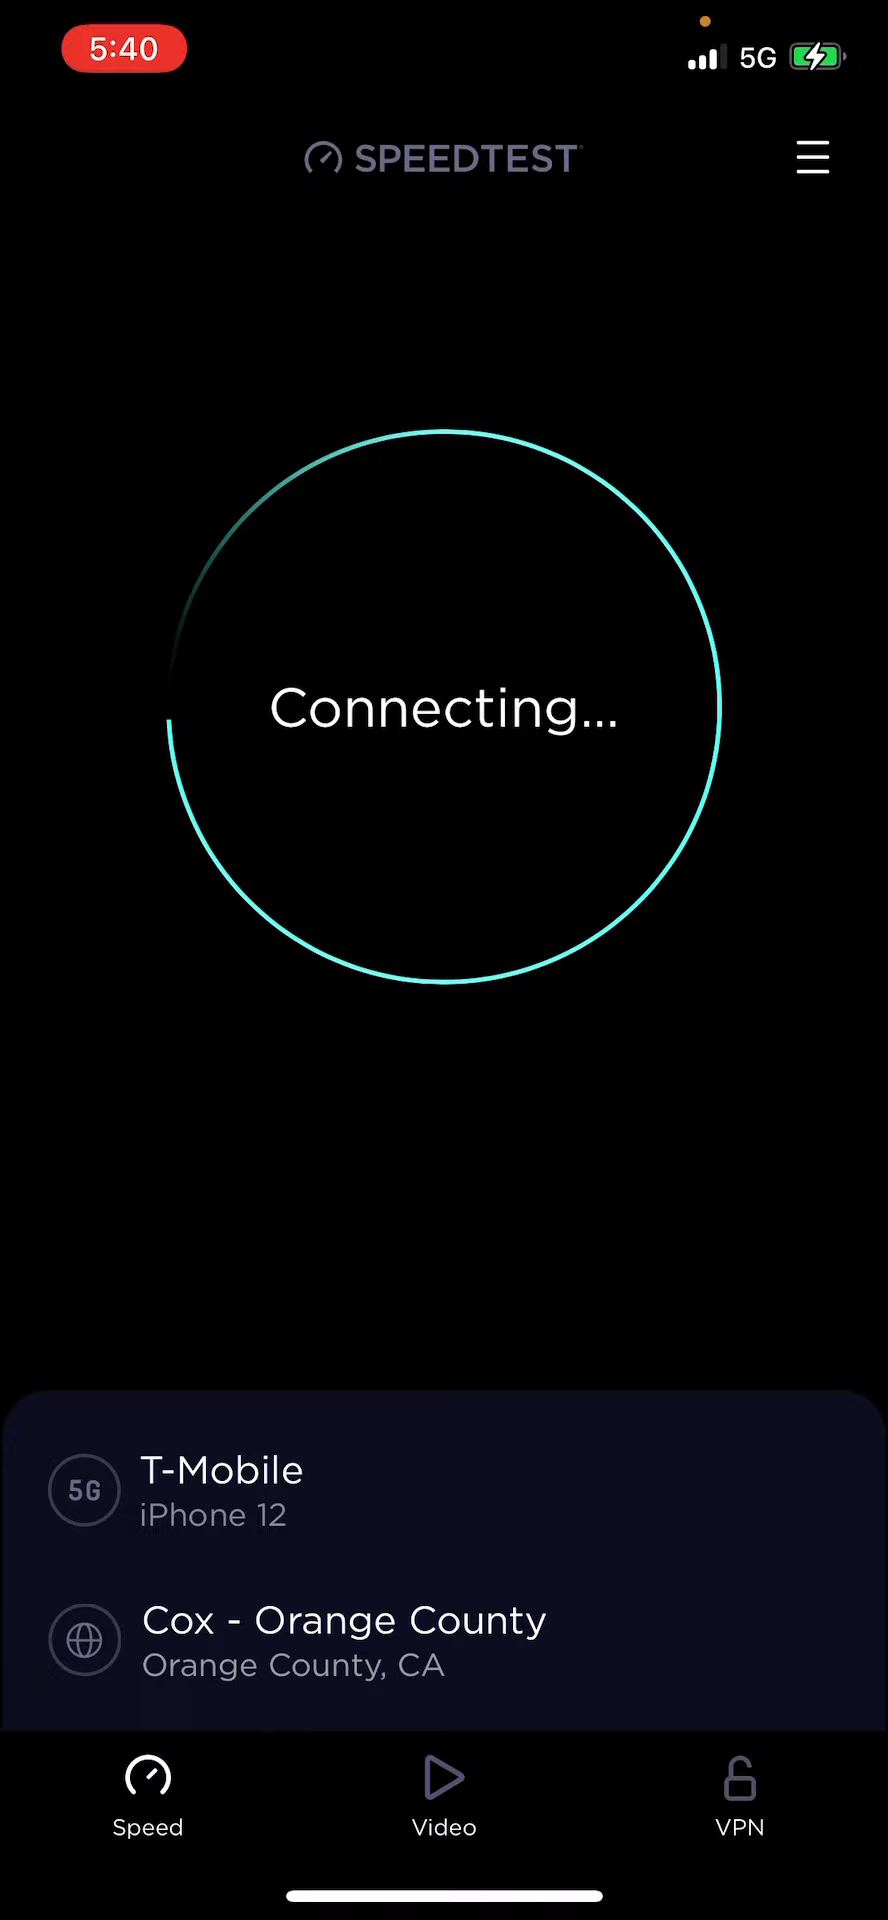 5:40
5G
SPEEDTEST
Connecting...
5G
T-Mobile
iPhone 12
Cox - Orange County
Orange County, CA
Speed
Video
VPN